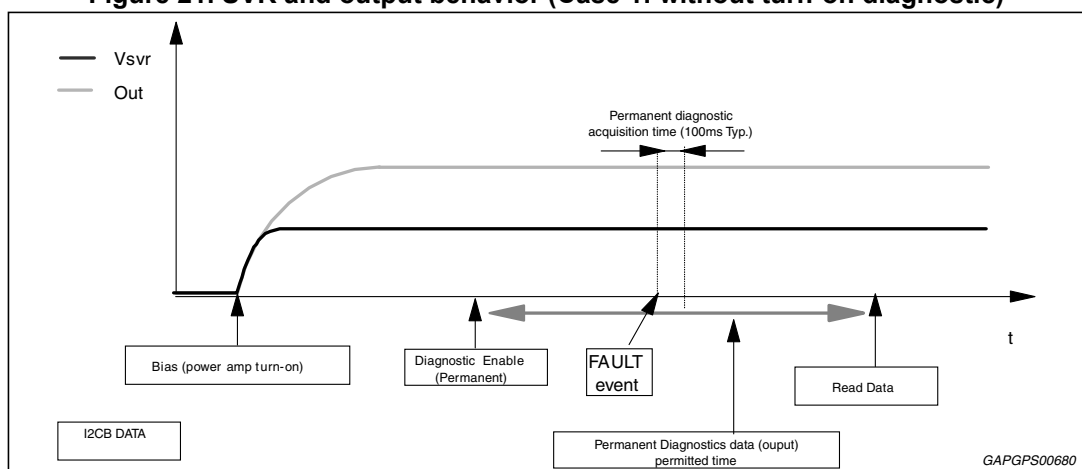 Figure 21. SVR and output behavior (Case 1: without turn-on diagnostic)
Vsvr
Out
Permanent diagnostic
acquisition time (100ms Typ.)
t
Bias (power amp turn-on)
Diagnostic Enable
(Permanent)
FAULT
event
Read Data
I2CB DATA
Permanent Diagnostics data (ouput)
permitted time
GAPGPS00680